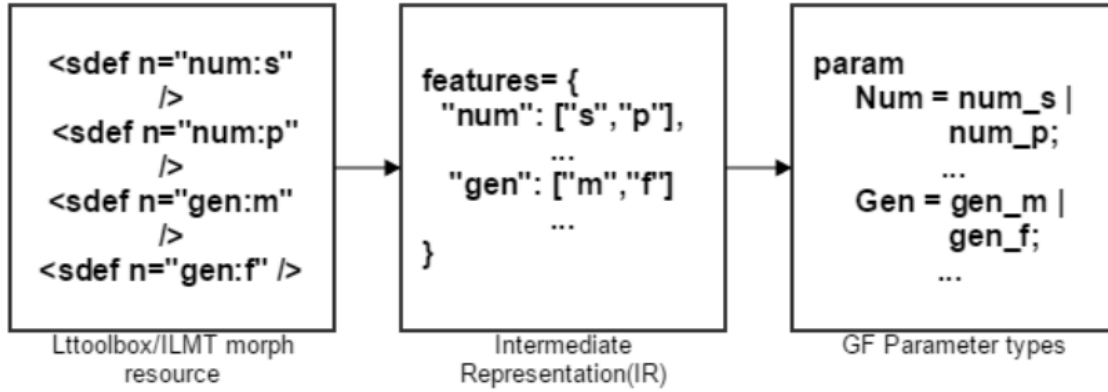 <sdef n="num:s"
/>
<sdef n="num:p"
/>
<sdef n="gen:m"
/>
<sdef n="gen:f" />
Lttoolbox/ILMT morph
resource
features= {
"num": ["s","p"],
...
"gen": ["m","f"]
...
}
Intermediate
Representation(IR)
param
Num = num_s |
num_p;
...
Gen = gen_m |
gen_f;
...
GF Parameter types